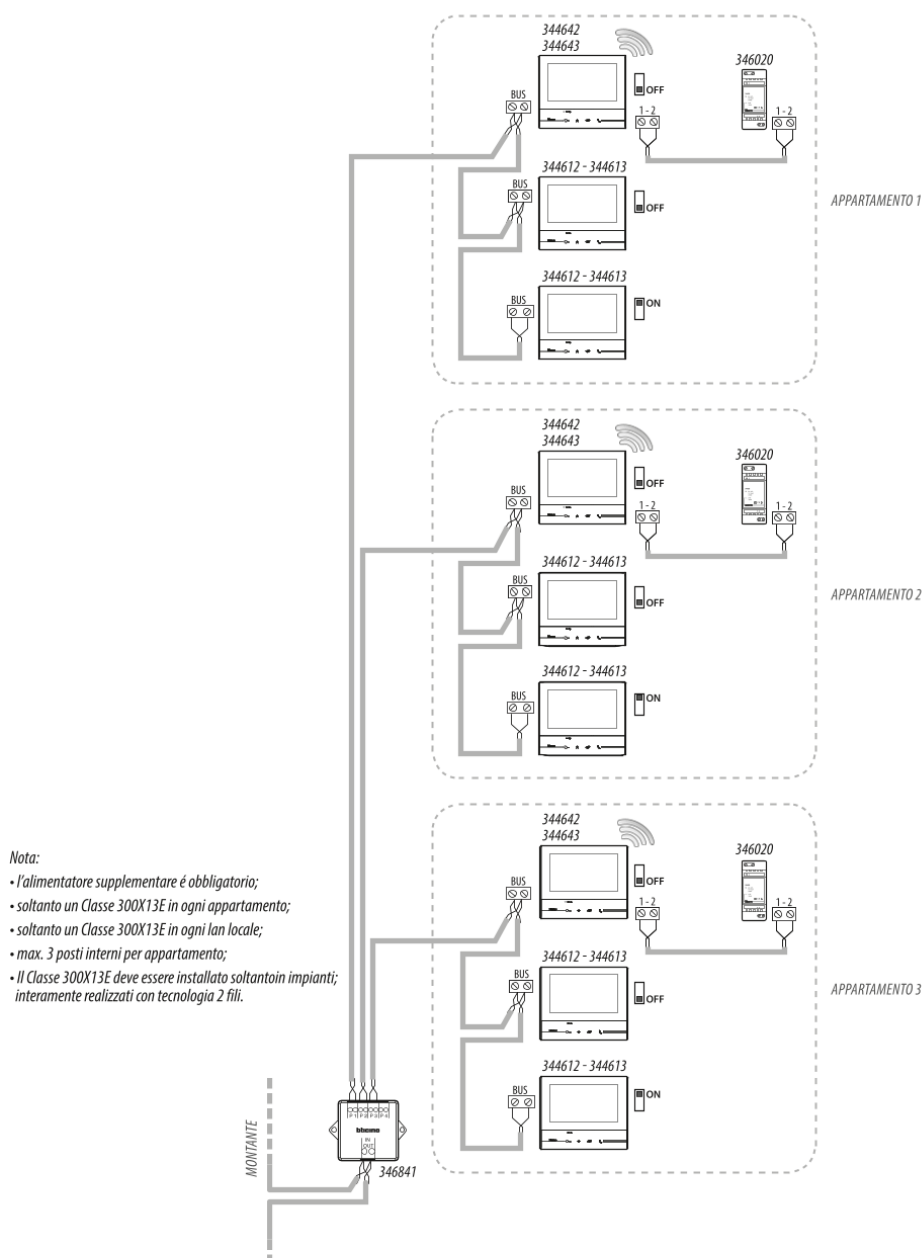 344642
344643
346020
OFF
BUS
1 - 2
344612 - 344613
BUS
OFF
APPARTAMENTO 1
344612 - 344613
BUS
ON
344642
344643
346020
OFF
BUS
1 - 2
344612 - 344613
BUS
OFF
APPARTAMENTO 2
344612 - 344613
BUS
ON
344642
344643
346020
OFF
BUS
1 - 2
344612 - 344613
BUS
OFF
APPARTAMENTO 3
344612 - 344613
BUS
ON
Nota:
• l'alimentatore supplementare é obbligatorio;
• soltanto un Classe 300X13E in ogni appartamento;
• soltanto un Classe 300X13E in ogni lan locale;
• max. 3 posti interni per appartamento;
• Il Classe 300X13E deve essere installato soltantoin impianti;
interamente realizzati con tecnologia 2 fili.
P 1 P 2 P 3 P 4
bticino
IN
OUT
346841
MONTANTE